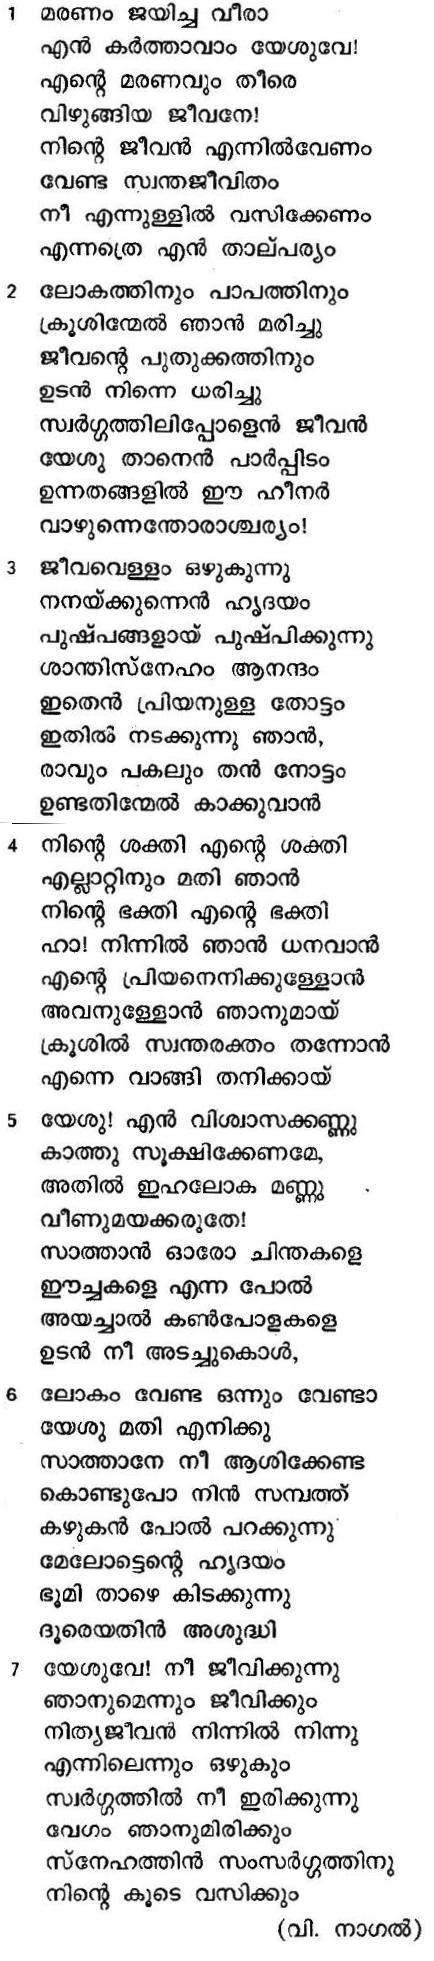 1 മരണം ജയിച്ച വീരാ
എൻ കർത്താവാം യേശുവേ!
എന്റെ മരണവും തീരെ
വിഴുങ്ങിയ ജീവനേ!
നിന്റെ ജീവൻ എന്നിൽവേണം
വേണ്ട സ്വന്തജീവിതം
നീ എന്നുള്ളിൽ വസിക്കേണം
എന്നത്രെ എൻ താല്പര്യം
2 ലോകത്തിനും പാപത്തിനും
ക്രൂശിന്മേൽ ഞാൻ മരിച്ചു
ജീവന്റെ പുതുക്കത്തിനും
ഉടൻ നിന്നെ ധരിച്ചു
സ്വർഗ്ഗത്തിലിപ്പോളെൻ ജീവൻ
യേശു താനെൻ പാർപ്പിടം
ഉന്നതങ്ങളിൽ ഈ ഹീനർ
വാഴുന്നെന്തോരാശ്ചര്യം!
3 ജീവവെള്ളം ഒഴുകുന്നു
നനയ്ക്കുന്നെൻ ഹൃദയം
പുഷ്പങ്ങളായ് പുഷ്പിക്കുന്നു
ശാന്തിസ്നേഹം ആനന്ദം
ഇതെൻ പ്രിയനുള്ള തോട്ടം
ഇതിൽ നടക്കുന്നു ഞാൻ,
രാവും പകലും തൻ നോട്ടം
ഉണ്ടതിന്മേൽ കാക്കുവാൻ
4 നിന്റെ ശക്തി എന്റെ ശക്തി
എല്ലാറ്റിനും മതി ഞാൻ
നിന്റെ ഭക്തി എന്റെ ഭക്തി
ഹാ! നിന്നിൽ ഞാൻ ധനവാൻ
എന്റെ പ്രിയനെനിക്കുള്ളോൻ
അവനുള്ളോൻ ഞാനുമായ്
ക്രൂശിൽ സ്വന്തരക്തം തന്നോൻ
എന്നെ വാങ്ങി തനിക്കായ്
5 യേശു! എൻ വിശ്വാസക്കണ്ണു
കാത്തു സൂക്ഷിക്കേണമേ,
അതിൽ ഇഹലോക മണ്ണു
വീണുമയക്കരുതേ!
സാത്താൻ ഓരോ ചിന്തകളെ
ഈച്ചകളെ എന്ന പോൽ
അയച്ചാൽ കൺപോളകളെ
ഉടൻ നീ അടച്ചുകൊൾ,
6 ലോകം വേണ്ട ഒന്നും വേണ്ടാ
യേശു മതി എനിക്കു
സാത്താനേ നീ ആശിക്കേണ്ട
കൊണ്ടുപോ നിൻ സമ്പത്ത്
കഴുകൻ പോൽ പറക്കുന്നു
മേലോട്ടെന്റെ ഹൃദയം
ഭൂമി താഴെ കിടക്കുന്നു
ദൂരെയതിൻ അശുദ്ധി
7 യേശുവേ! നീ ജീവിക്കുന്നു
ഞാനുമെന്നും ജീവിക്കും
നിത്യജീവൻ നിന്നിൽ നിന്നു
എന്നിലെന്നും ഒഴുകും
സ്വർഗ്ഗത്തിൽ നീ ഇരിക്കുന്നു
വേഗം ഞാനുമിരിക്കും
സ്നേഹത്തിൻ സംസർഗ്ഗത്തിനു
നിന്റെ കൂടെ വസിക്കും
(വി. നാഗൽ)